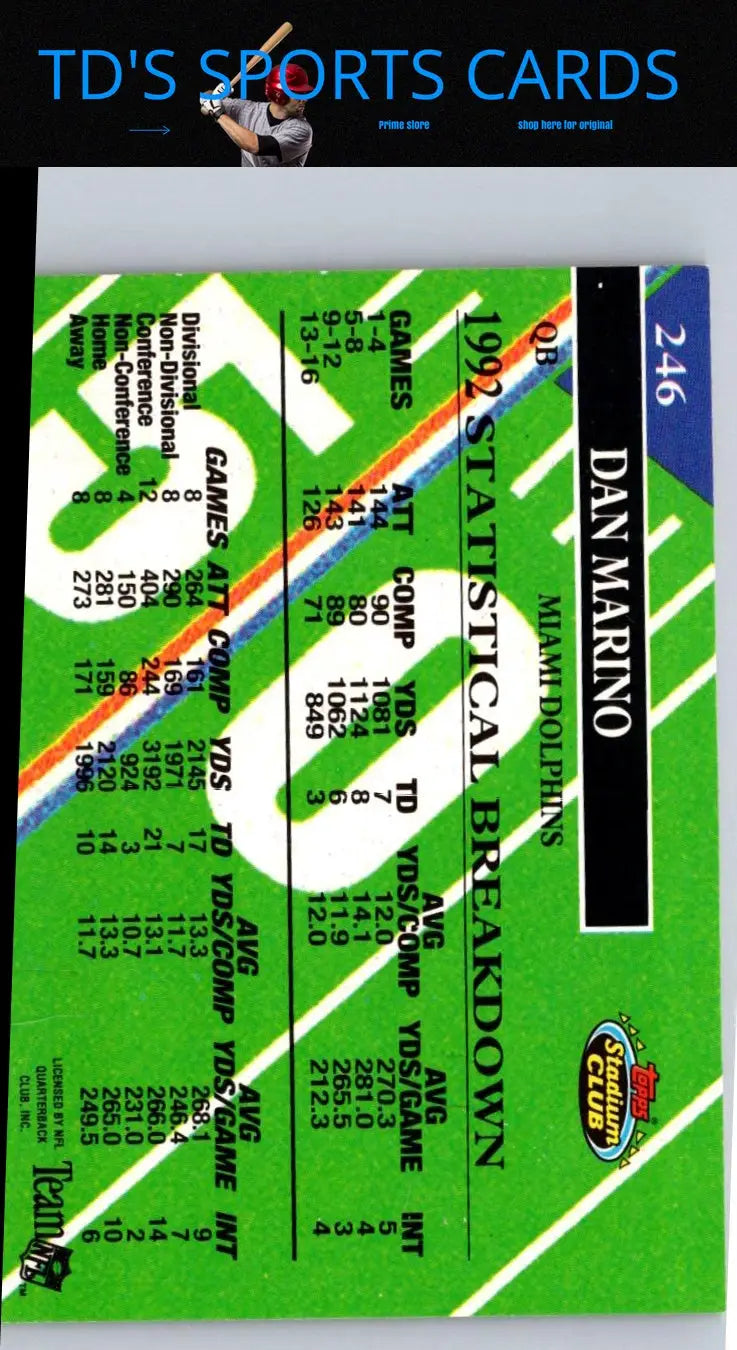 TD'S SPORTS CARDS
Prime store
shop here for original
246
DAN MARINO
QB
MIAMI DOLPHINS
topps
Stadium
CLUB
1992 STATISTICAL BREAKDOWN
GAMES ATT COMP YDS TD AVG YDS/COMP AVG YDS/GAME INT
1-4 144 90 1081 7 12.0 270.3 5
5-8 141 80 1124 8 14.1 281.0 4
9-12 143 89 1062 6 11.9 265.5 3
13-16 126 71 849 3 12.0 212.3 4
GAMES ATT COMP YDS TD AVG YDS/COMP AVG YDS/GAME INT
Divisional 8 264 161 2145 17 13.3 268.1 9
Non-Divisional 8 290 169 1971 7 11.7 246.4 7
Conference 12 404 244 3192 21 13.1 266.0 14
Non-Conference 4 150 86 924 3 10.7 231.0 2
Home 8 281 159 2120 14 13.3 265.0 10
Away 8 273 171 1996 10 11.7 249.5 6
LICENSED BY NFL
QUARTERBACK
CLUB, INC.
Team NFL™
50